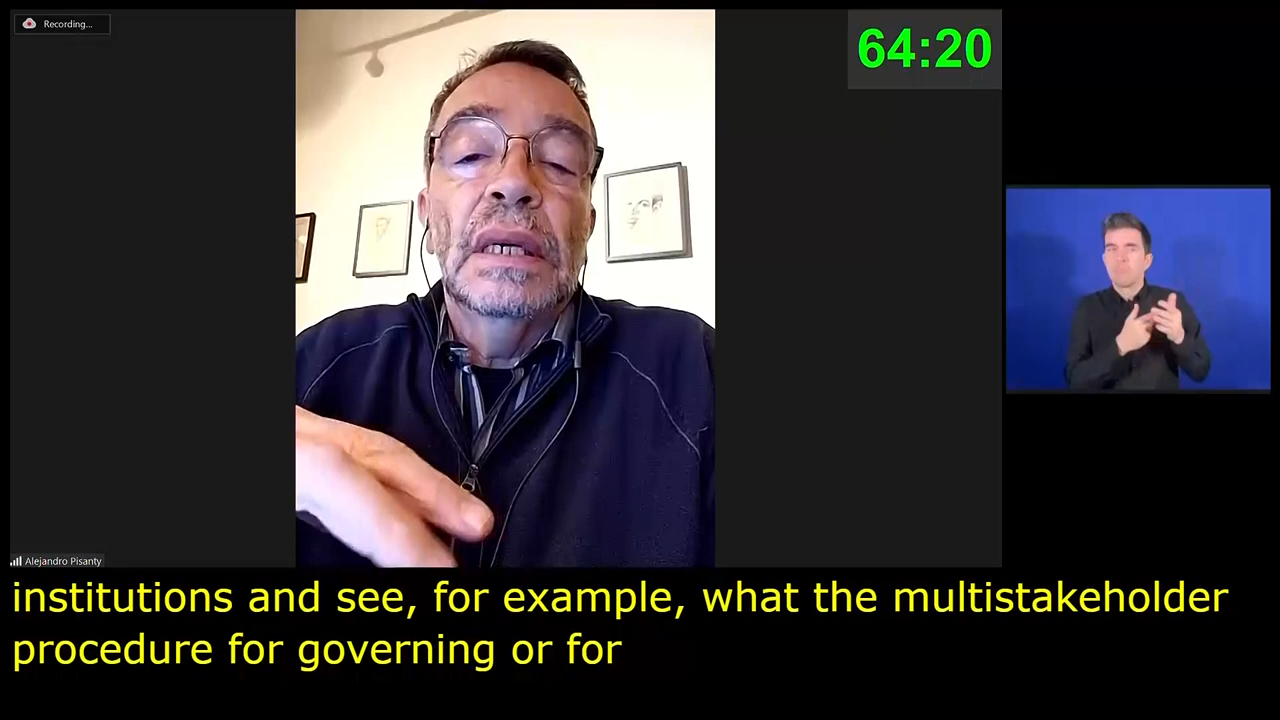 Recording...
64:20
Alejandro Pisanty
institutions and see, for example, what the multistakeholder
procedure for governing or for